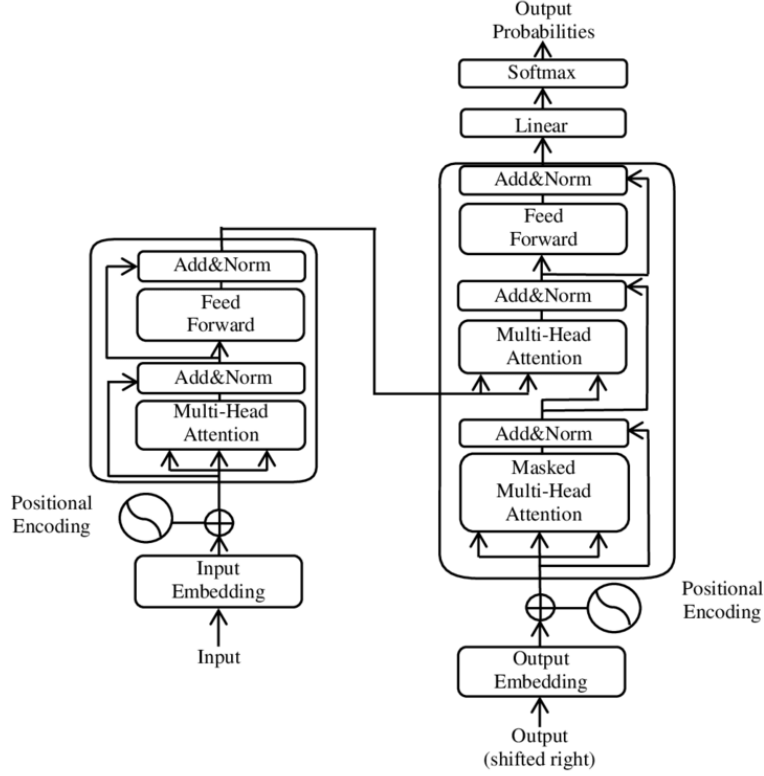 Output
Probabilities
Softmax
Linear
Add&Norm
Feed
Forward
Add&Norm
Multi-Head
Attention
Add&Norm
Masked
Multi-Head
Attention
Positional
Encoding
Output
Embedding
Output
(shifted right)
Add&Norm
Feed
Forward
Add&Norm
Multi-Head
Attention
Positional
Encoding
Input
Embedding
Input